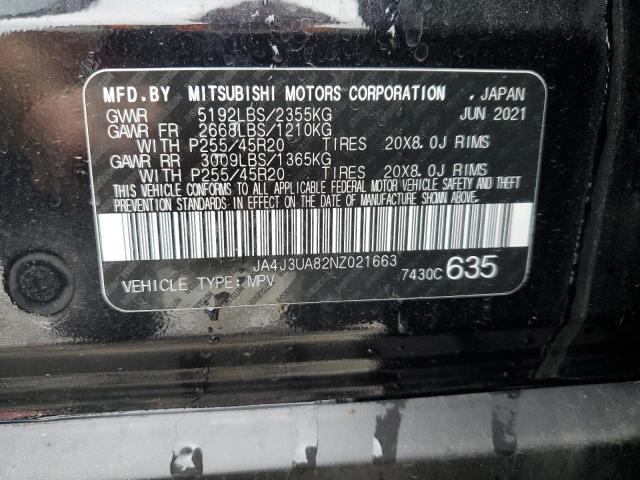 MFD.BY MITSUBISHI MOTORS CORPORATION , JAPAN
GVWR 5192LBS/2355KG JUN 2021
GAWR FR 2668LBS/1210KG
WITH P255/45R20 TIRES 20X8.0J RIMS
GAWR RR 3009LBS/1365KG
WITH P255/45R20 TIRES 20X8.0J RIMS
THIS VEHICLE CONFORMS TO ALL APPLICABLE FEDERAL MOTOR VEHICLE SAFETY AND THEFT
PREVENTION STANDARDS IN EFFECT ON THE DATE OF MANUFACTURE SHOWN ABOVE.
JA4J3UA82NZ021663
VEHICLE TYPE: MPV 7430C 635